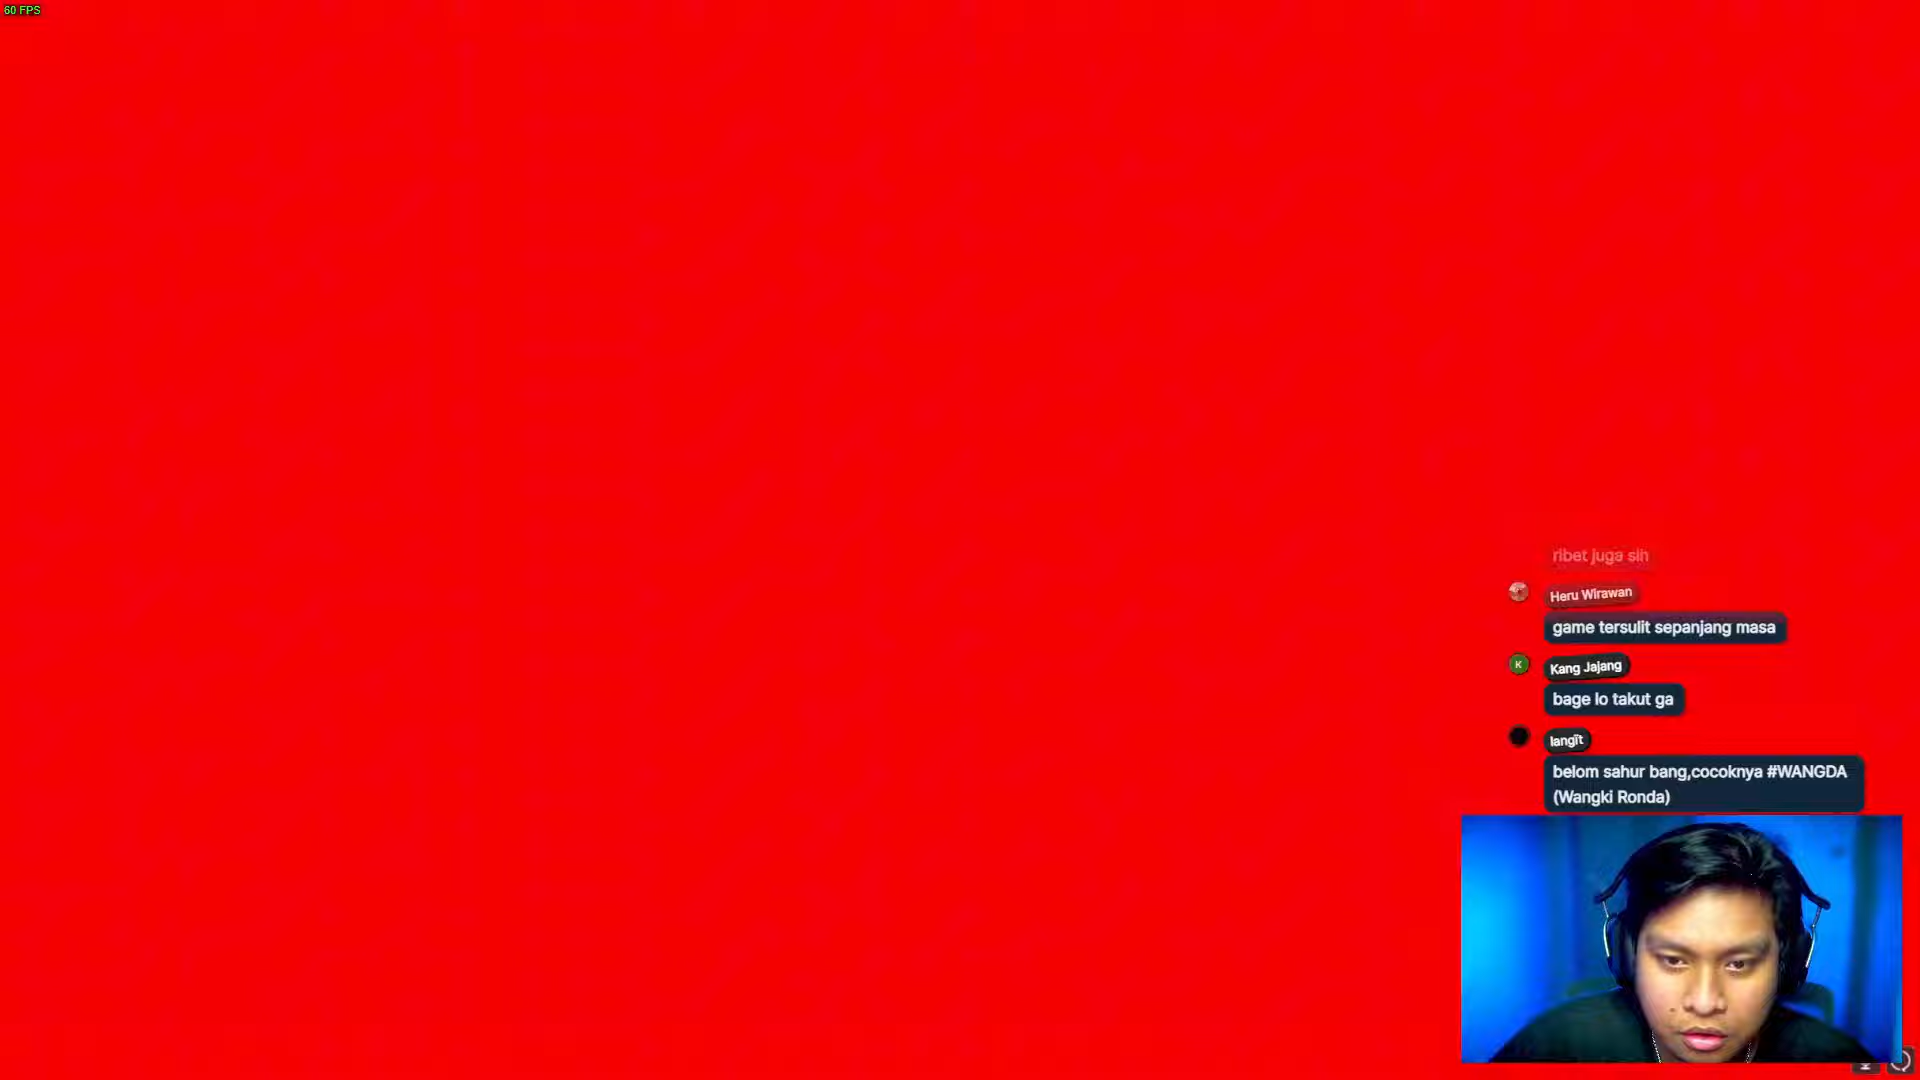 60 FPS
ribet juga sih
Heru Wirawan
game tersulit sepanjang masa
K
Kang Jajang
bage lo takut ga
langit
belom sahur bang,cocoknya #WANGDA
(Wangki Ronda)